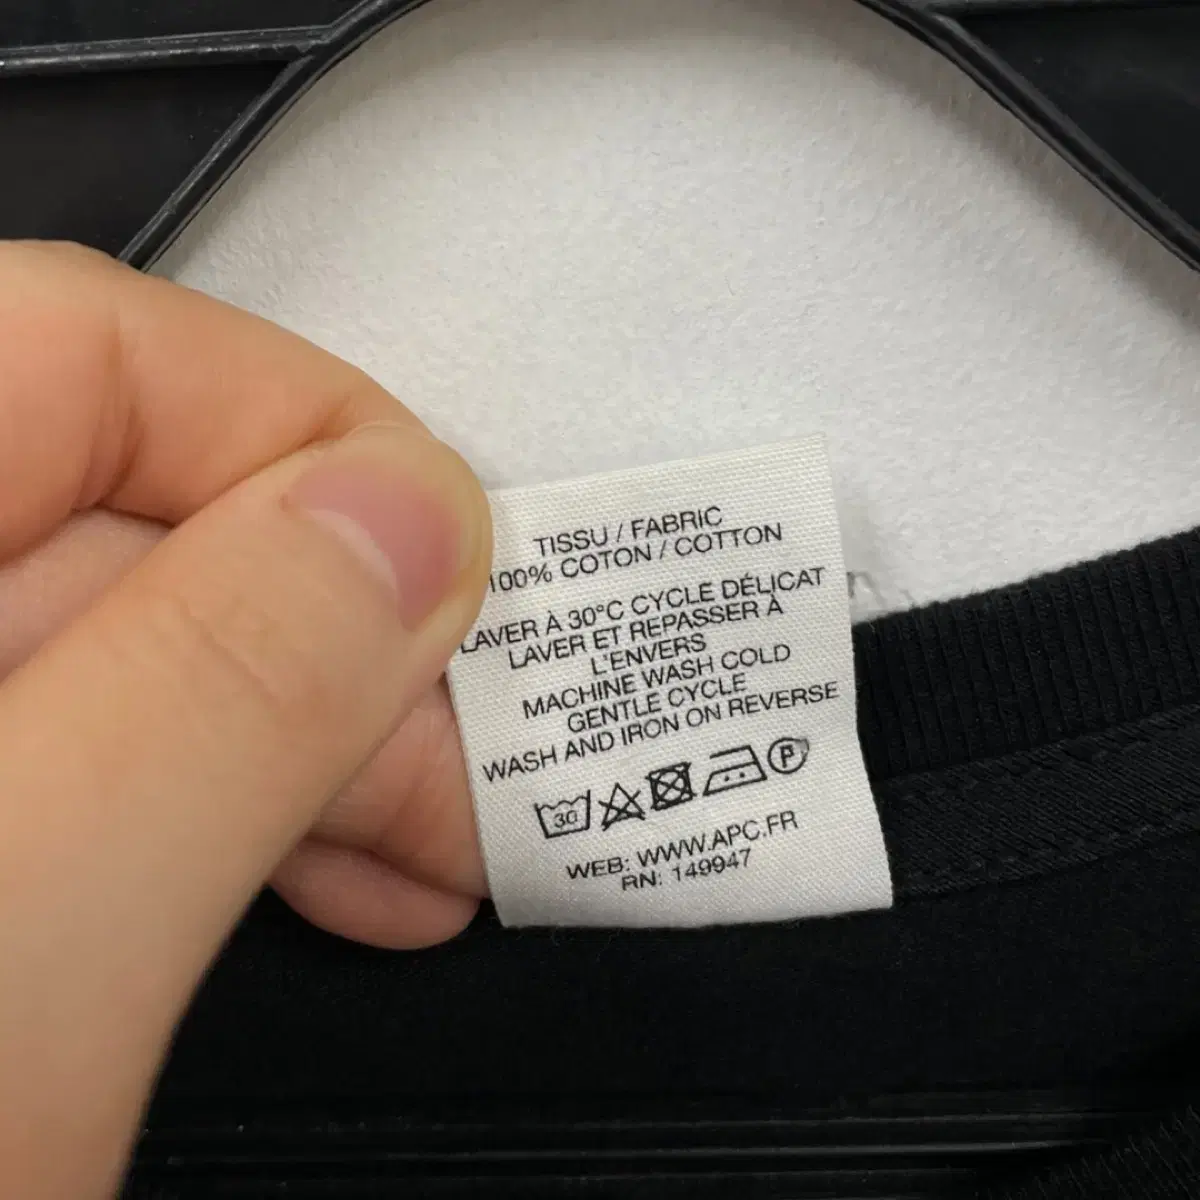 TISSU / FABRIC
100% COTON / COTTON
LAVER À 30°C CYCLE DÉLICAT
LAVER ET REPASSER À
L'ENVERS
MACHINE WASH COLD
GENTLE CYCLE
WASH AND IRON ON REVERSE
30 P
WEB: WWW.APC.FR
RN: 149947